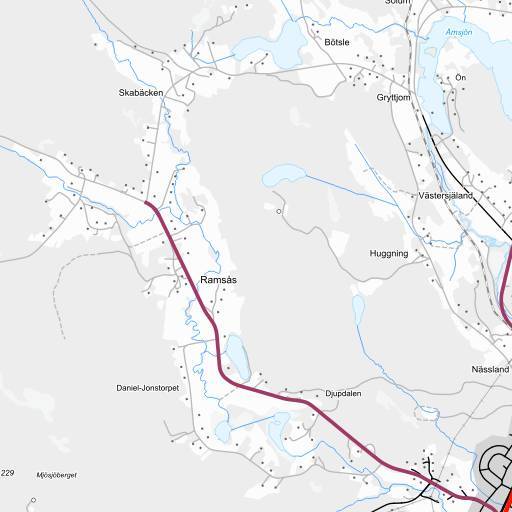 Solum
Åmsjön
Bötsle
Ön
Skabäcken
Gryttjom
Västersjäland
Huggning
Ramsås
Nässland
Daniel-Jonstorpet
Djupdalen
229
Mjösjöberget